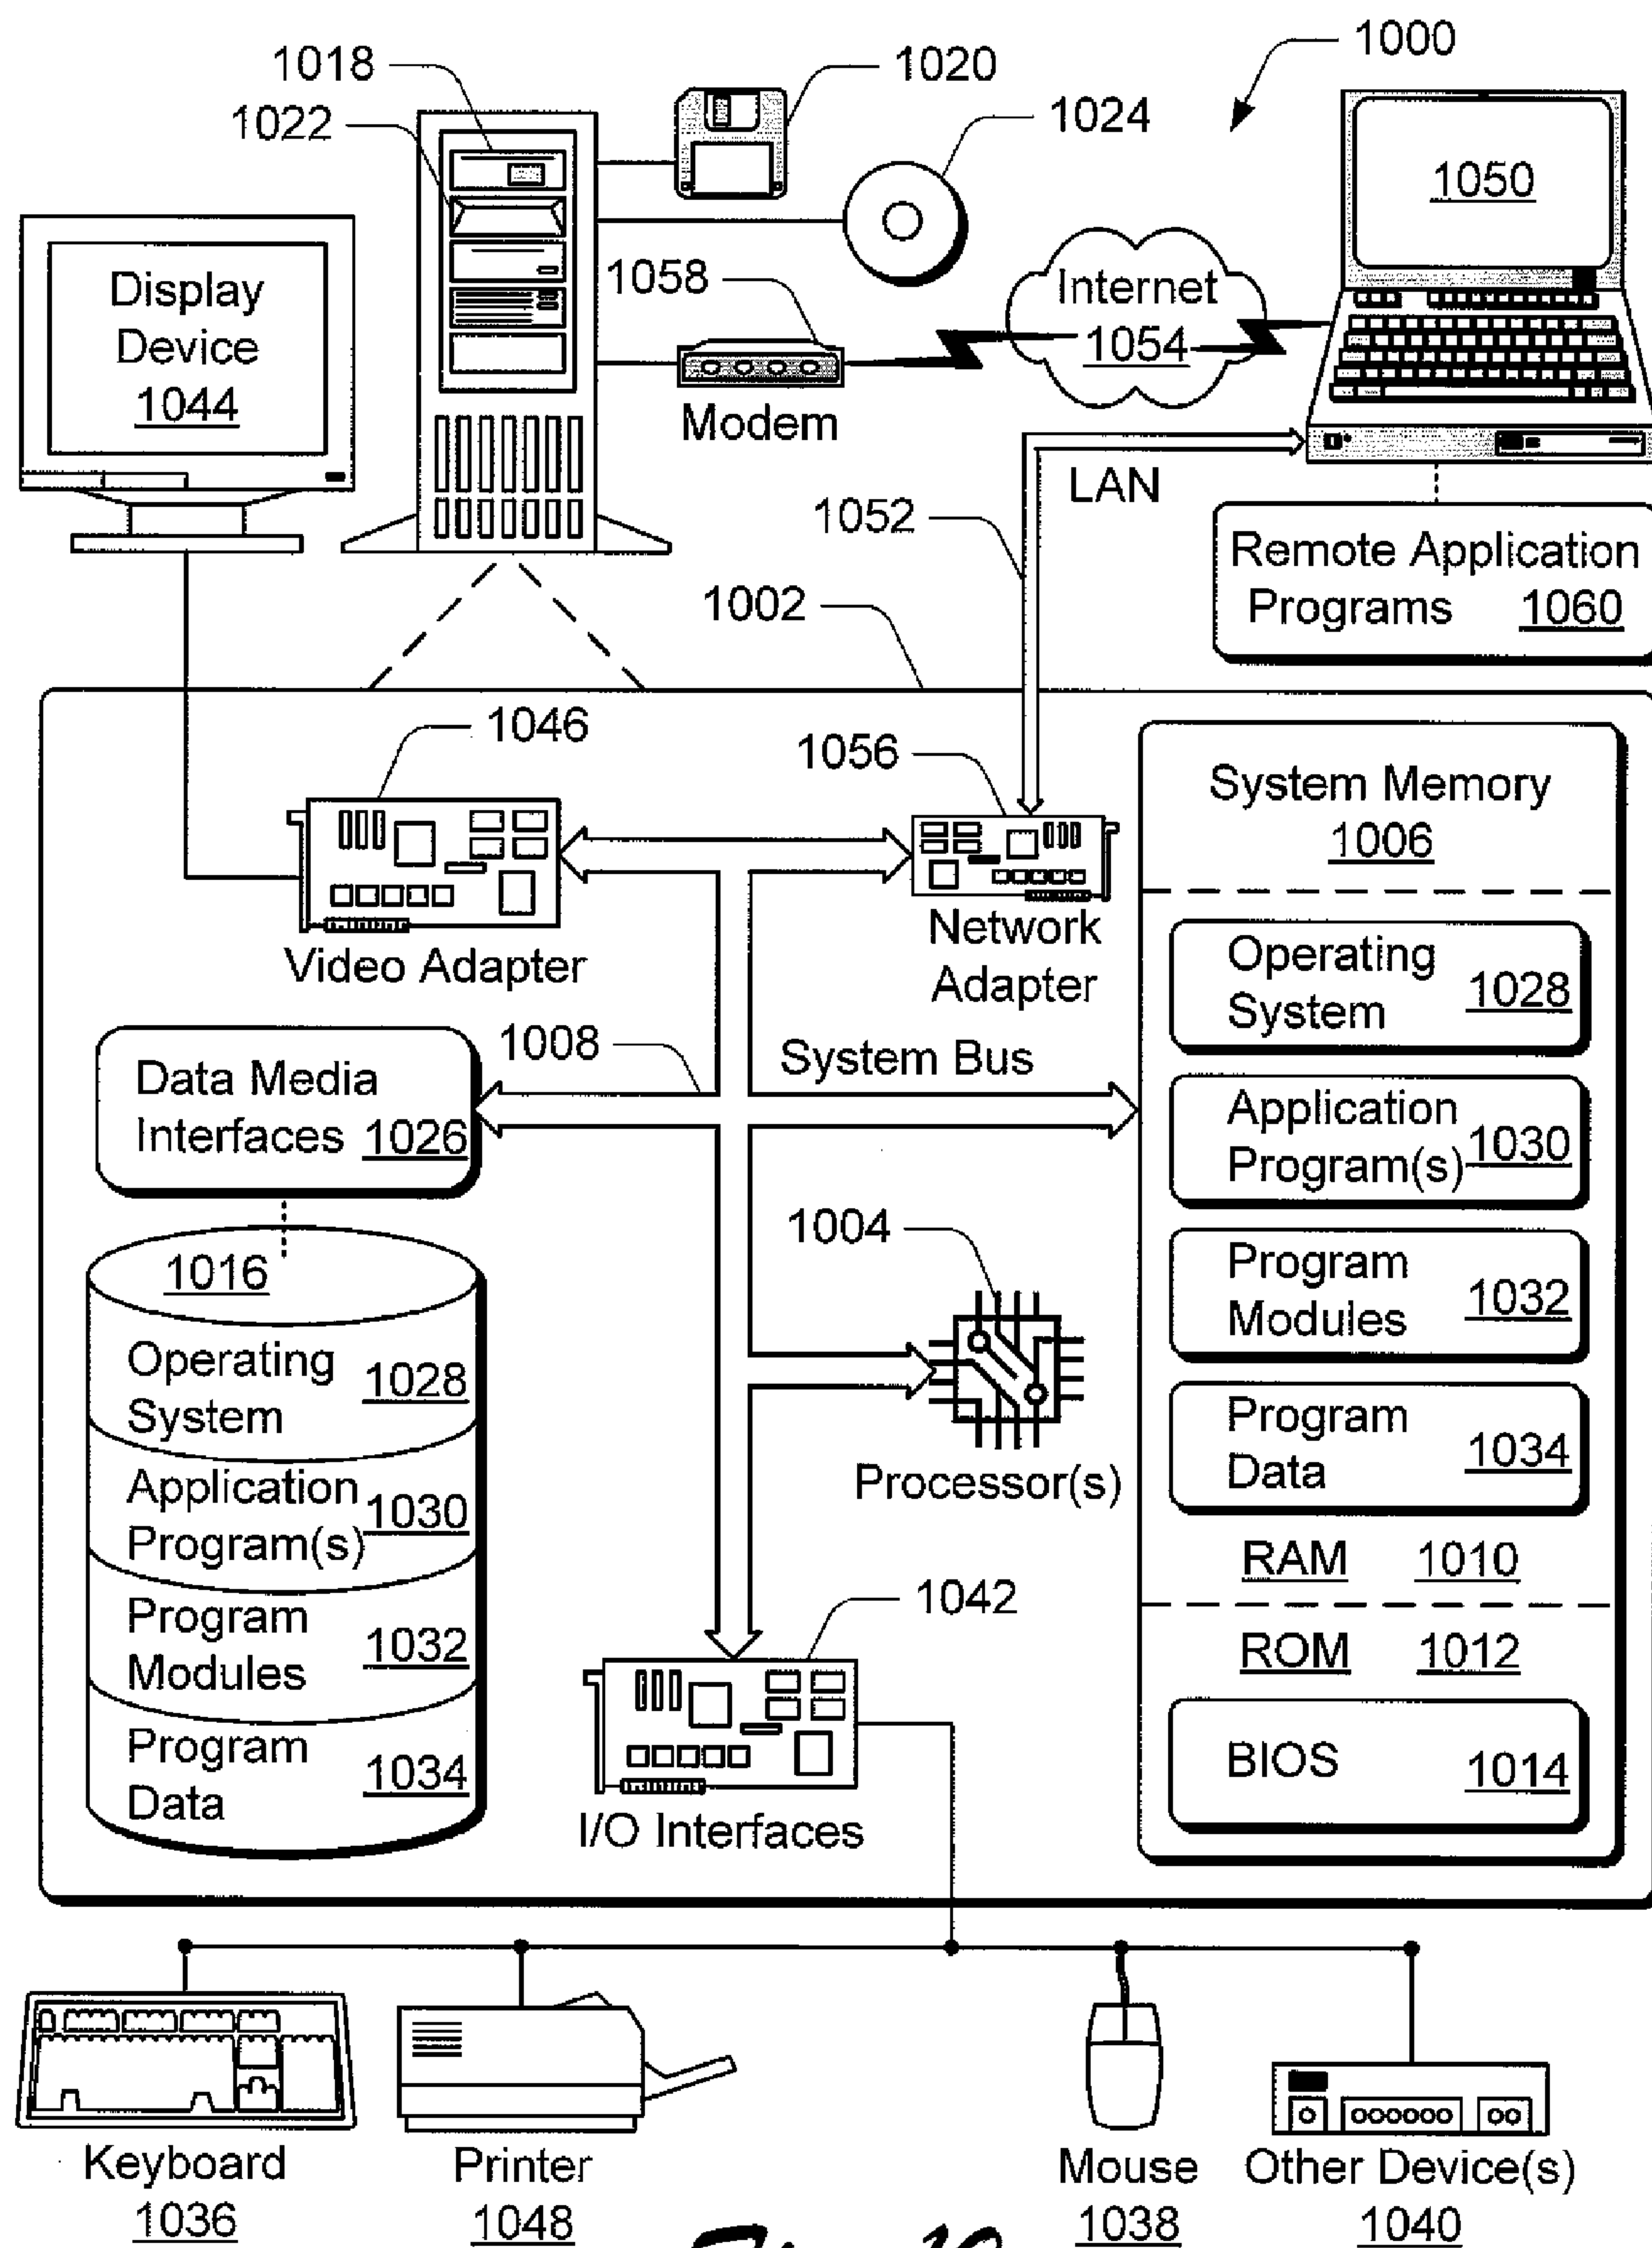 1000
1018
1020
1022
1024
1050
Display
Device
1044
1058
Internet
1054
Modem
LAN
1052
Remote Application
Programs 1060
1002
1046
1056
System Memory
1006
Video Adapter
Network
Adapter
Operating
System 1028
1008
System Bus
Data Media
Interfaces 1026
Application
Program(s) 1030
1004
Program
Modules 1032
1016
Operating
System 1028
Program
Data 1034
Processor(s)
Application
Program(s) 1030
RAM 1010
1042
ROM 1012
Program
Modules 1032
BIOS 1014
Program
Data 1034
I/O Interfaces
Keyboard
1036
Printer
1048
Mouse
1038
Other Device(s)
1040